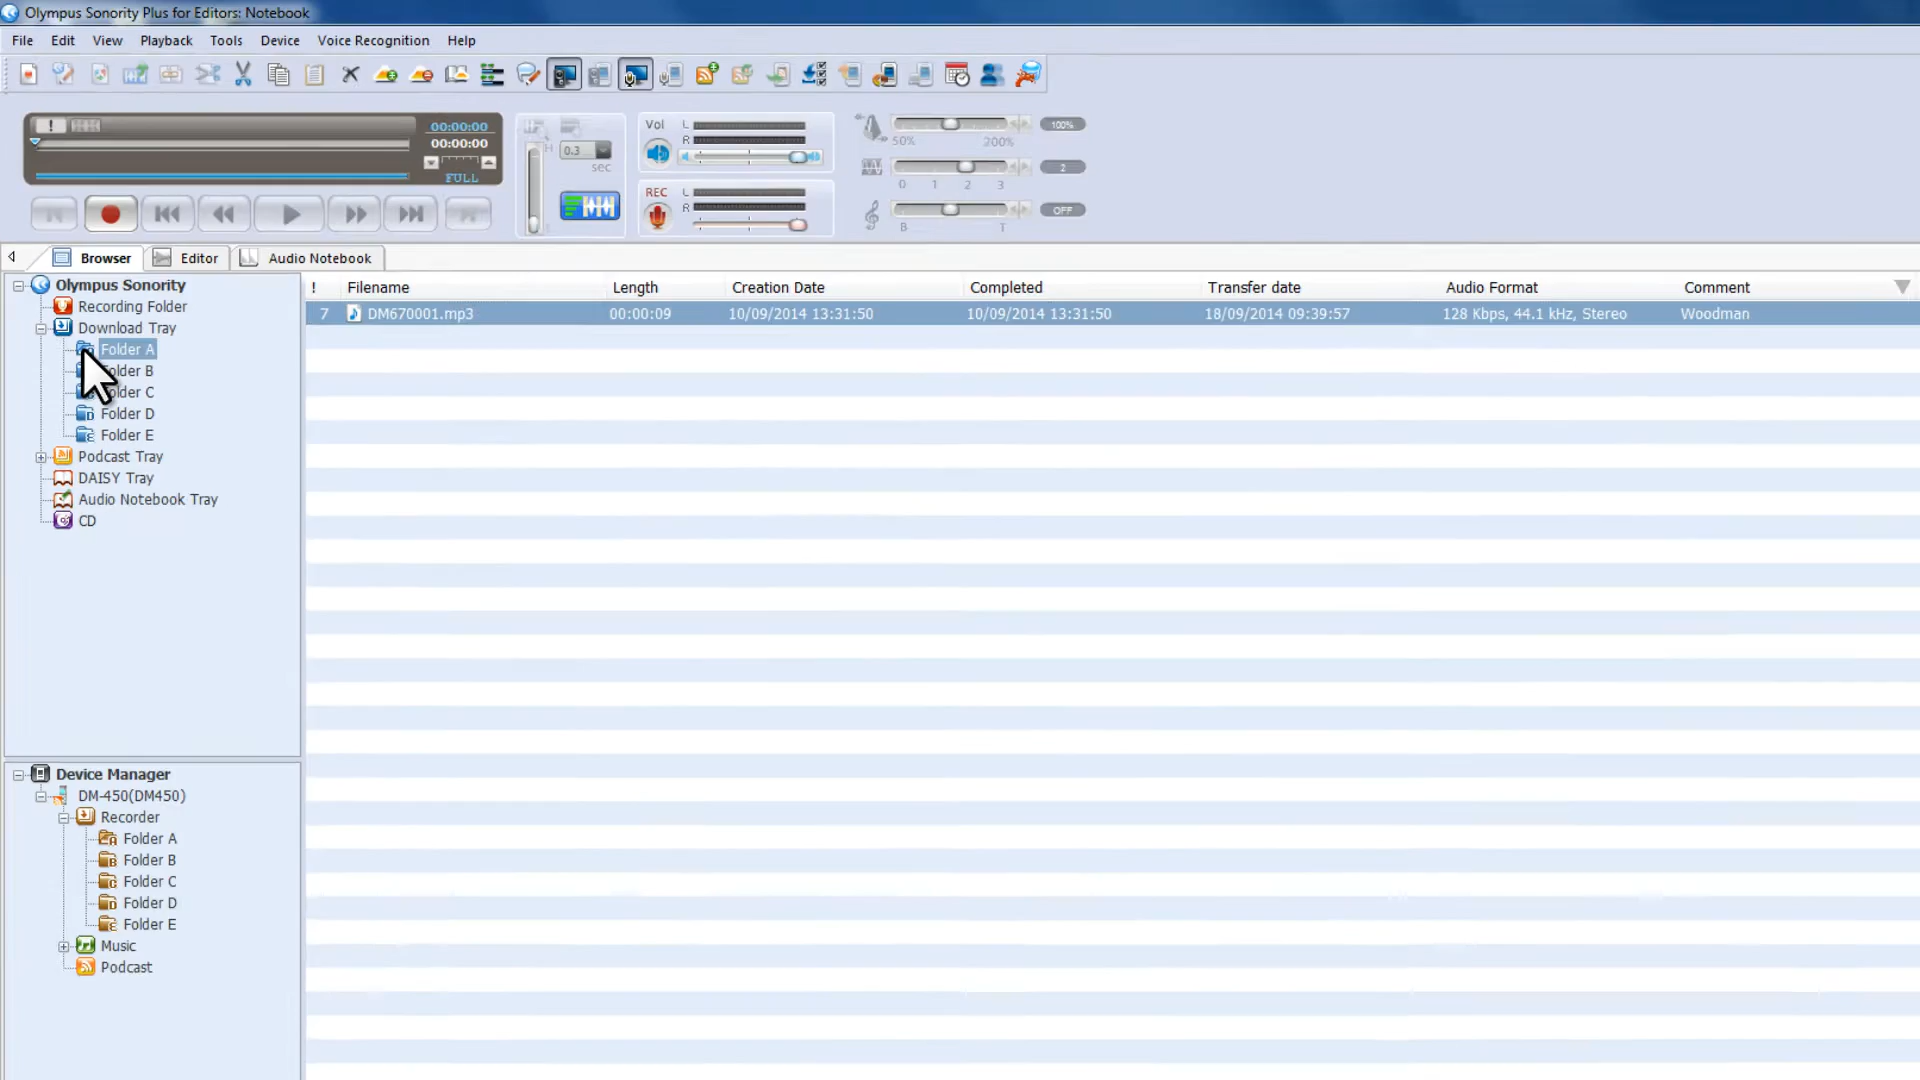 Olympus Sonority Plus for Editors: Notebook
File Edit View Playback Tools Device Voice Recognition Help
00:00:00
00:00:00
FULL
H 0.3
sec
Vol L
R
REC L
R
50% 200% 100%
0 1 2 3 2
B T OFF
Browser Editor Audio Notebook
Olympus Sonority
Recording Folder
Download Tray
Folder A
older B
older C
Folder D
Folder E
Podcast Tray
DAISY Tray
Audio Notebook Tray
CD
! Filename Length Creation Date Completed Transfer date Audio Format Comment
7 DM670001.mp3 00:00:09 10/09/2014 13:31:50 10/09/2014 13:31:50 18/09/2014 09:39:57 128 Kbps, 44.1 kHz, Stereo Woodman
Device Manager
DM-450(DM450)
Recorder
Folder A
Folder B
Folder C
Folder D
Folder E
Music
Podcast